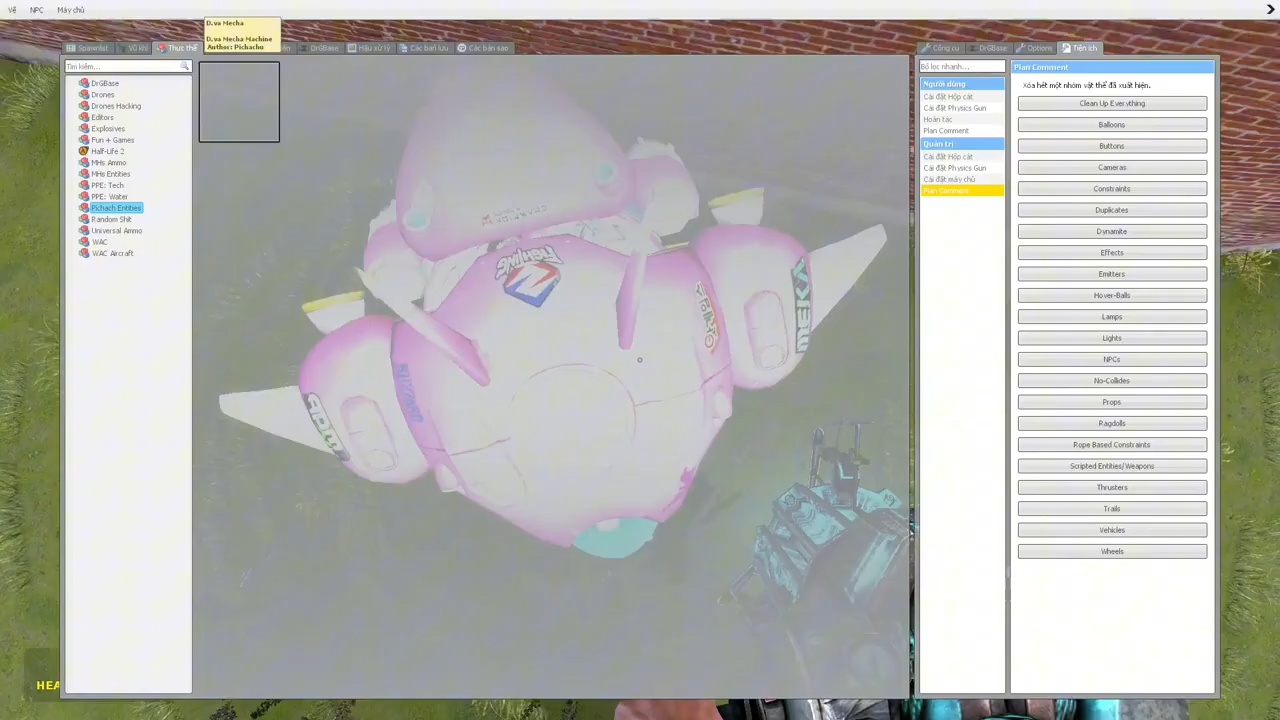 Vẽ NPC Máy chủ
D.va Mecha
D.va Mecha Machine
Author: Pichachu
Spawnlist Vũ khí Thực thể DrGBase Hậu xử lý Các bản lưu Các bản sao
Công cụ DrGBase Options Tiện ích
Tìm kiếm...
DrGBase
Drones
Drones Hacking
Editors
Explosives
Fun + Games
Half-Life 2
MHs Ammo
MHs Entities
PPE: Tech
PPE: Water
Pichach Entities
Random Shit
Universal Ammo
WAC
WAC Aircraft
MEKA
HEA
Bộ lọc nhanh...
Người dùng
Cài đặt Hộp cát
Cài đặt Physics Gun
Hoàn tác
Plan Comment
Quản trị
Cài đặt Hộp cát
Cài đặt Physics Gun
Cài đặt máy chủ
Plan Comment
Plan Comment
Xóa hết một nhóm vật thể đã xuất hiện.
Clean Up Everything
Balloons
Buttons
Cameras
Constraints
Duplicates
Dynamite
Effects
Emitters
Hover-Balls
Lamps
Lights
NPCs
No-Collides
Props
Ragdolls
Rope Based Constraints
Scripted Entities/Weapons
Thrusters
Trails
Vehicles
Wheels